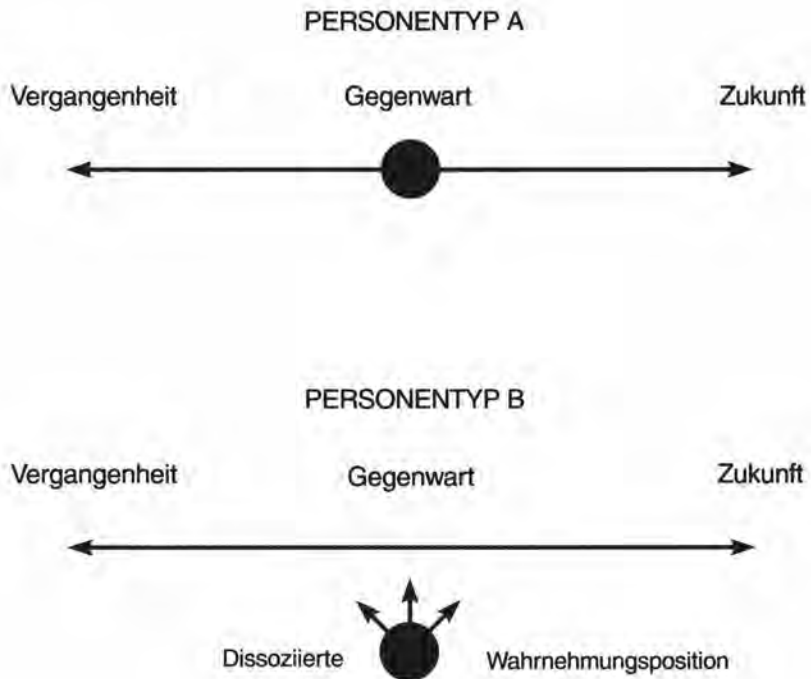 PERSONENTYP A
Vergangenheit Gegenwart Zukunft
PERSONENTYP B
Vergangenheit Gegenwart Zukunft
Dissoziierte Wahrnehmungsposition